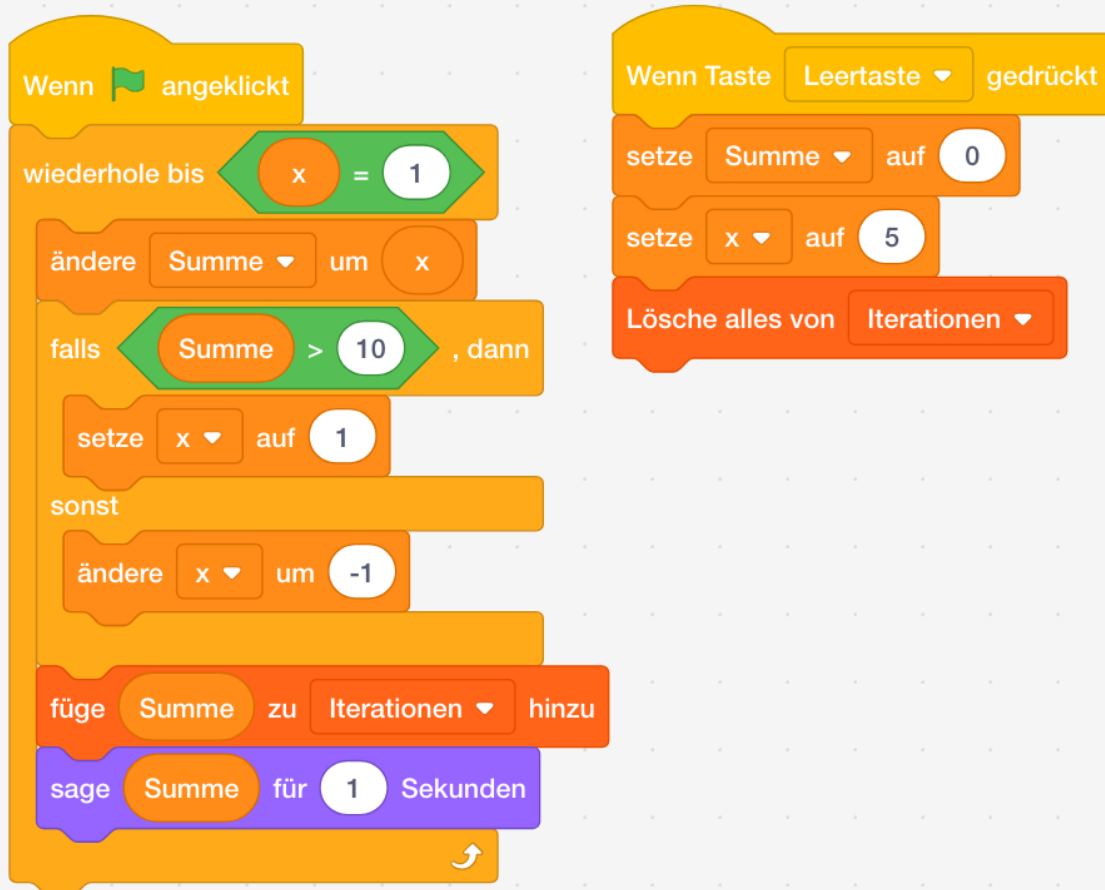 Wenn angeklickt
wiederhole bis x = 1
ändere Summe um x
falls Summe > 10 , dann
setze x auf 1
sonst
ändere x um -1
füge Summe zu Iterationen hinzu
sage Summe für 1 Sekunden
Wenn Taste Leertaste gedrückt
setze Summe auf 0
setze x auf 5
Lösche alles von Iterationen